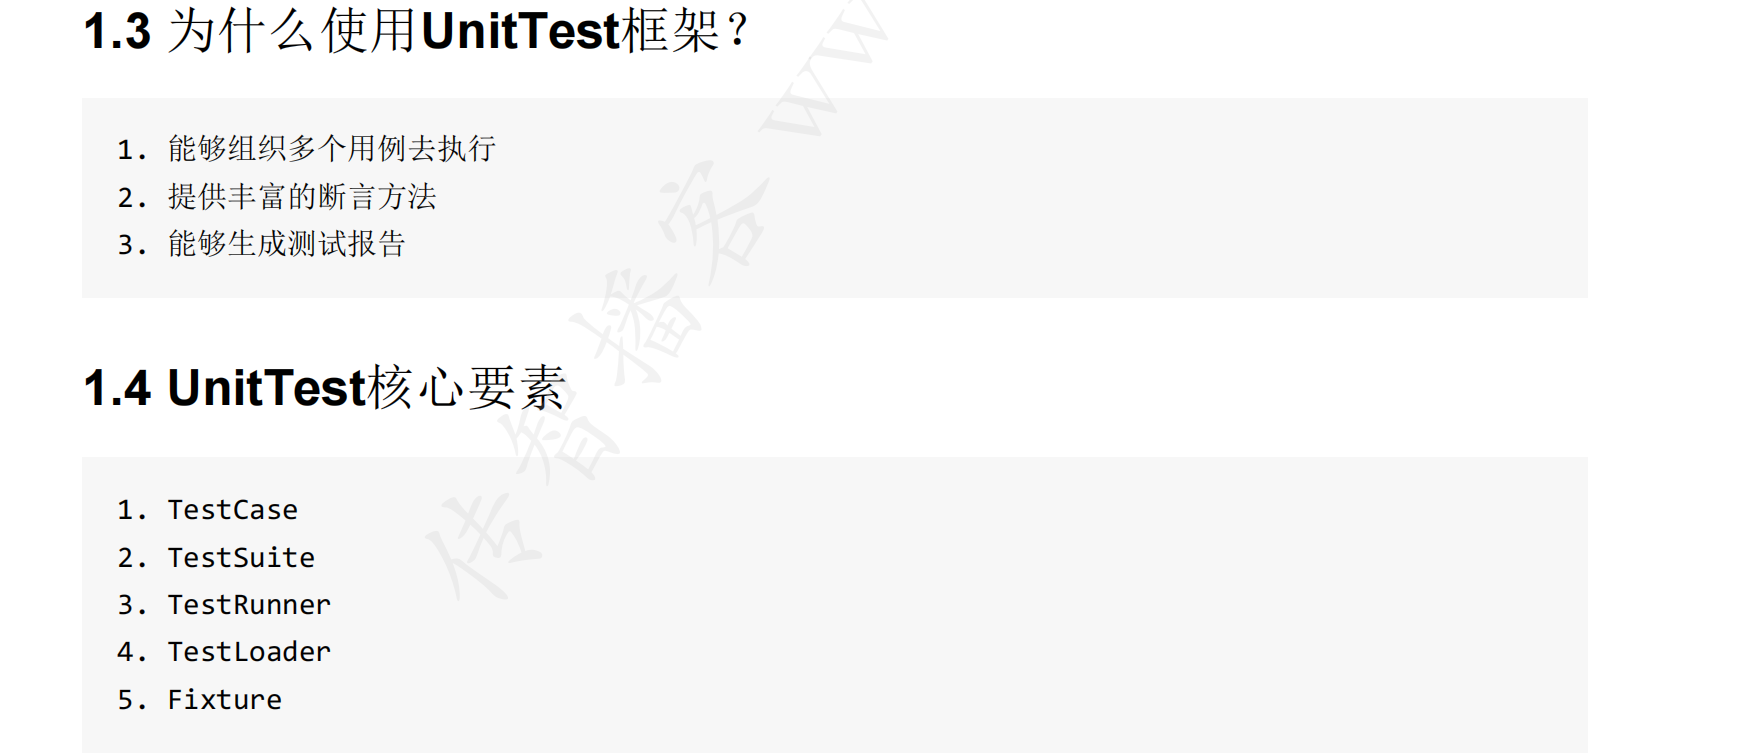 1.3 为什么使用UnitTest框架？
1. 能够组织多个用例去执行
2. 提供丰富的断言方法
3. 能够生成测试报告
1.4 UnitTest核心要素
1. TestCase
2. TestSuite
3. TestRunner
4. TestLoader
5. Fixture
传智播客 ww